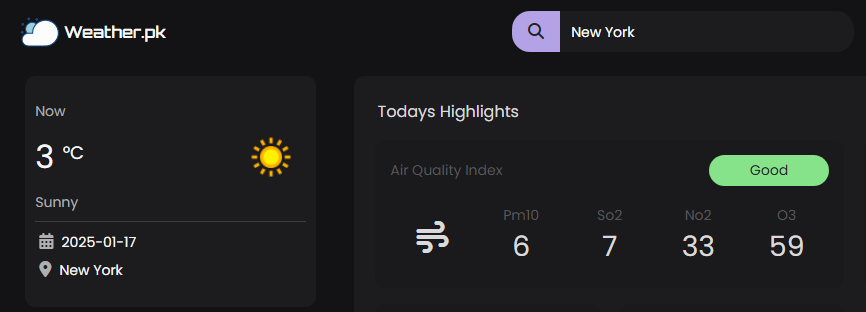 Weather.pk
New York
Now
3 °C
Sunny
2025-01-17
New York
Todays Highlights
Air Quality Index
Good
Pm10 So2 No2 O3
6 7 33 59